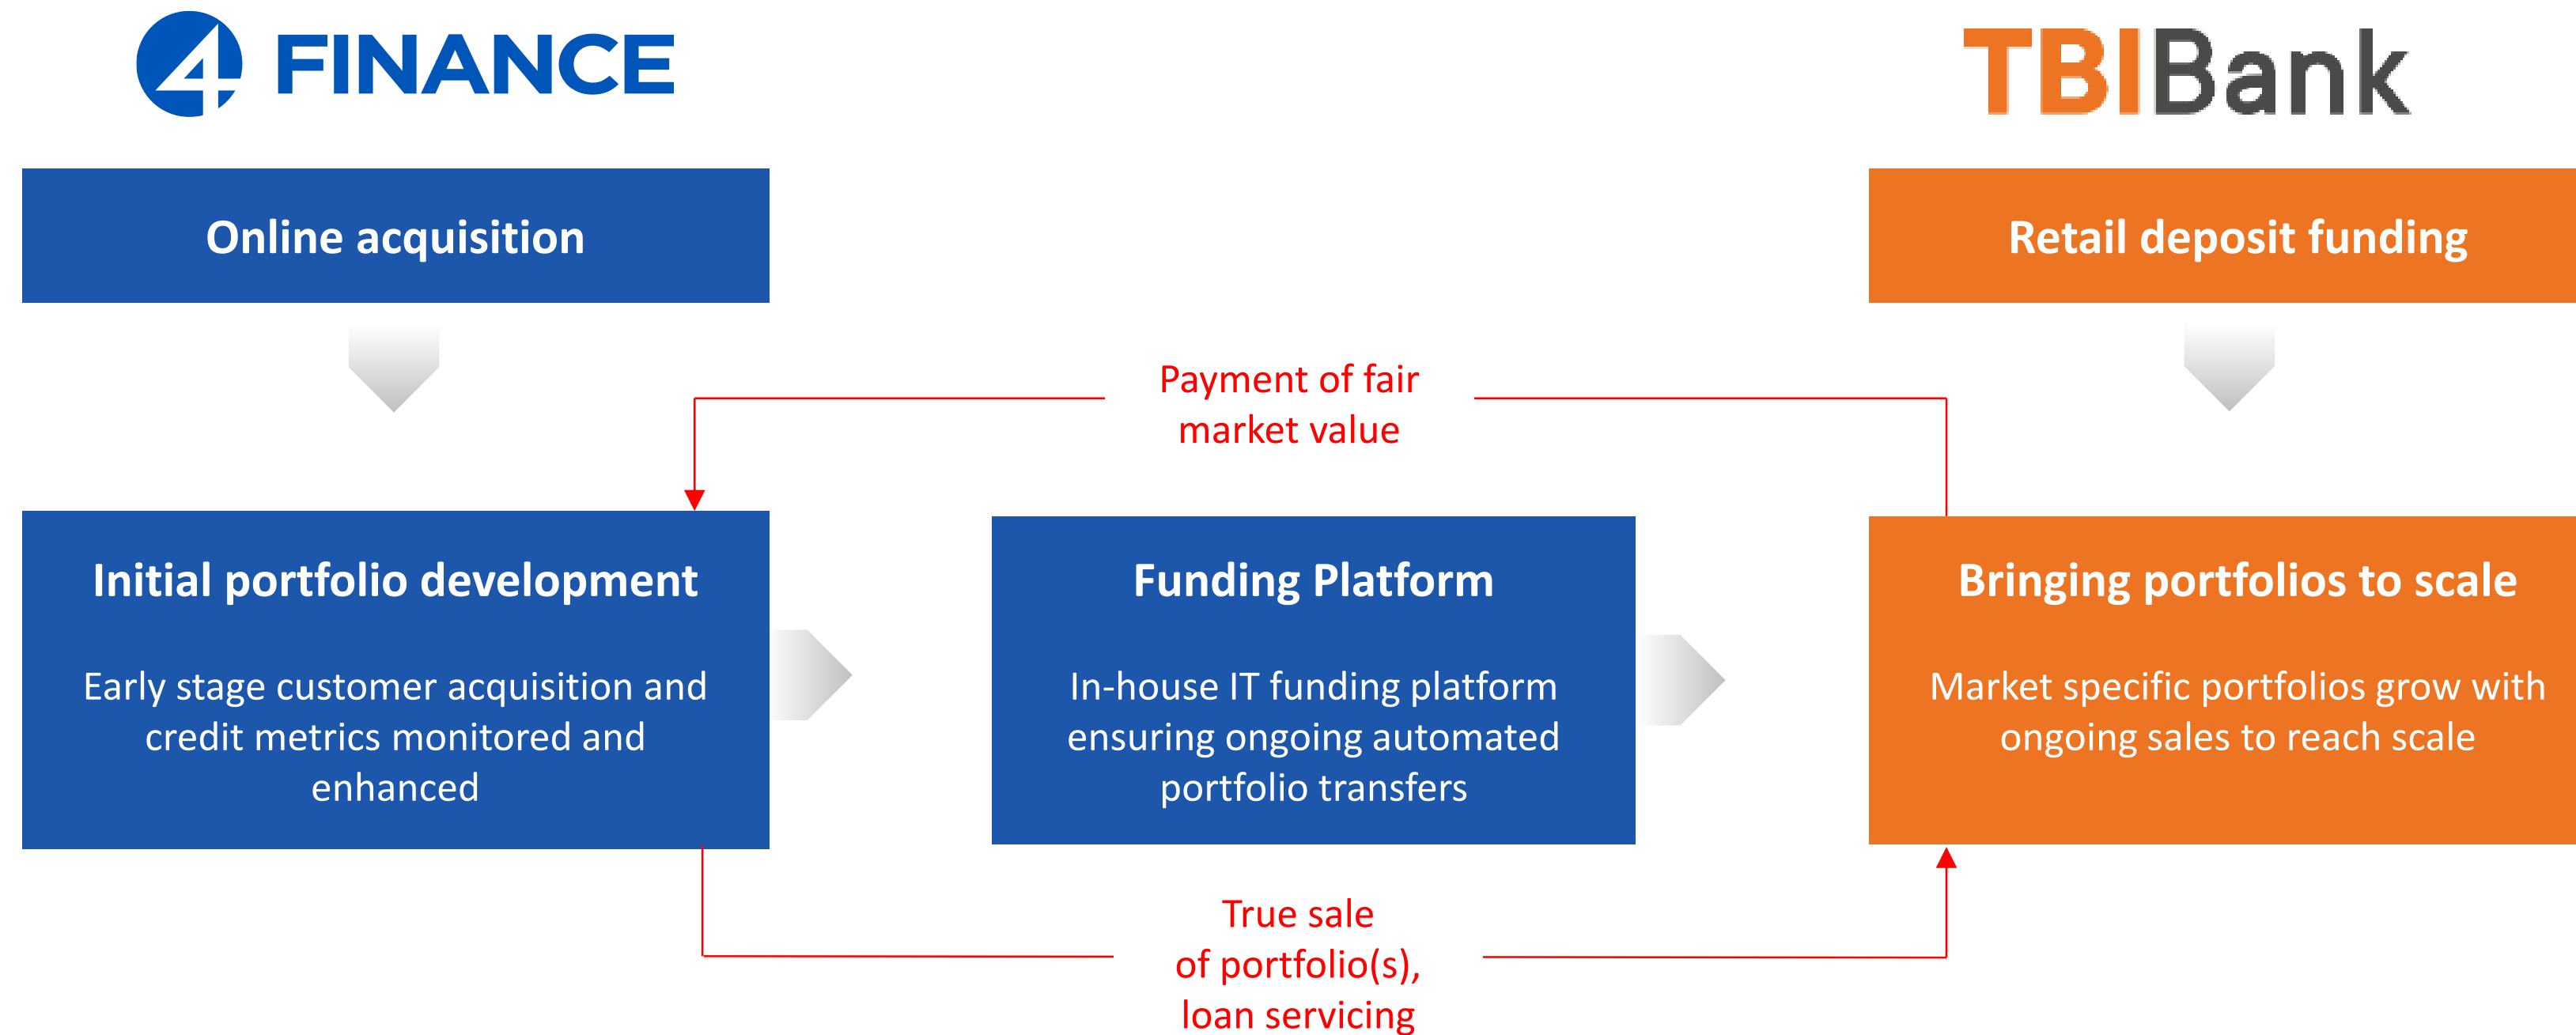 4 FINANCE
TBIBank
Online acquisition
Retail deposit funding
Payment of fair
market value
Initial portfolio development
Early stage customer acquisition and
credit metrics monitored and
enhanced
Funding Platform
In-house IT funding platform
ensuring ongoing automated
portfolio transfers
Bringing portfolios to scale
Market specific portfolios grow with
ongoing sales to reach scale
True sale
of portfolio(s),
loan servicing